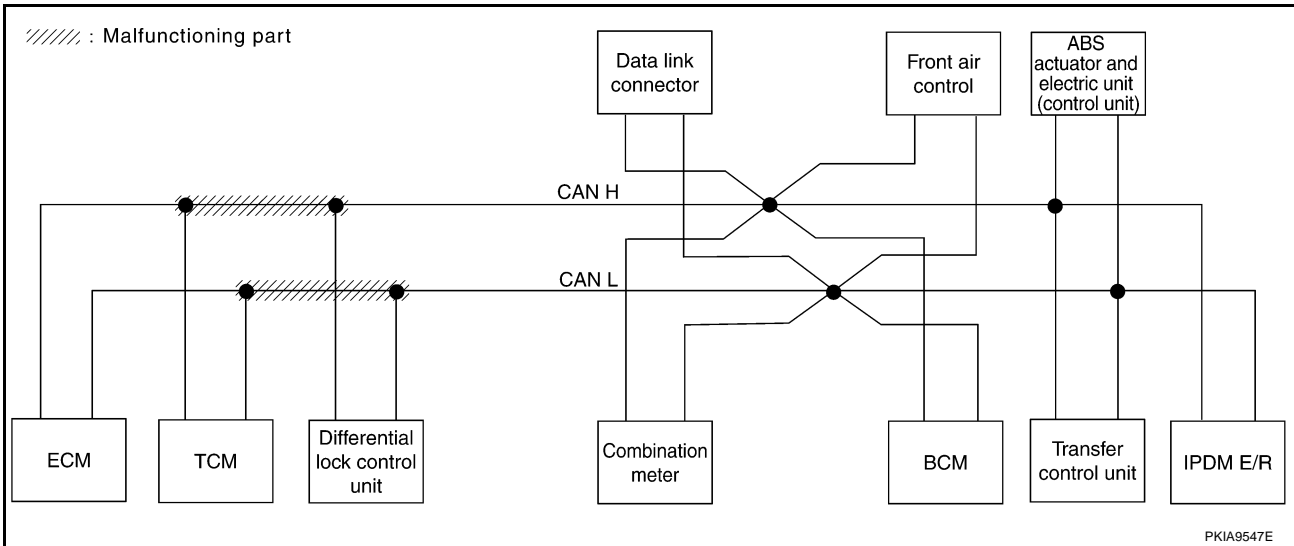 : Malfunctioning part
Data link
connector
Front air
control
ABS
actuator and
electric unit
(control unit)
CAN H
CAN L
ECM
TCM
Differential
lock control
unit
Combination
meter
BCM
Transfer
control unit
IPDM E/R
PKIA9547E